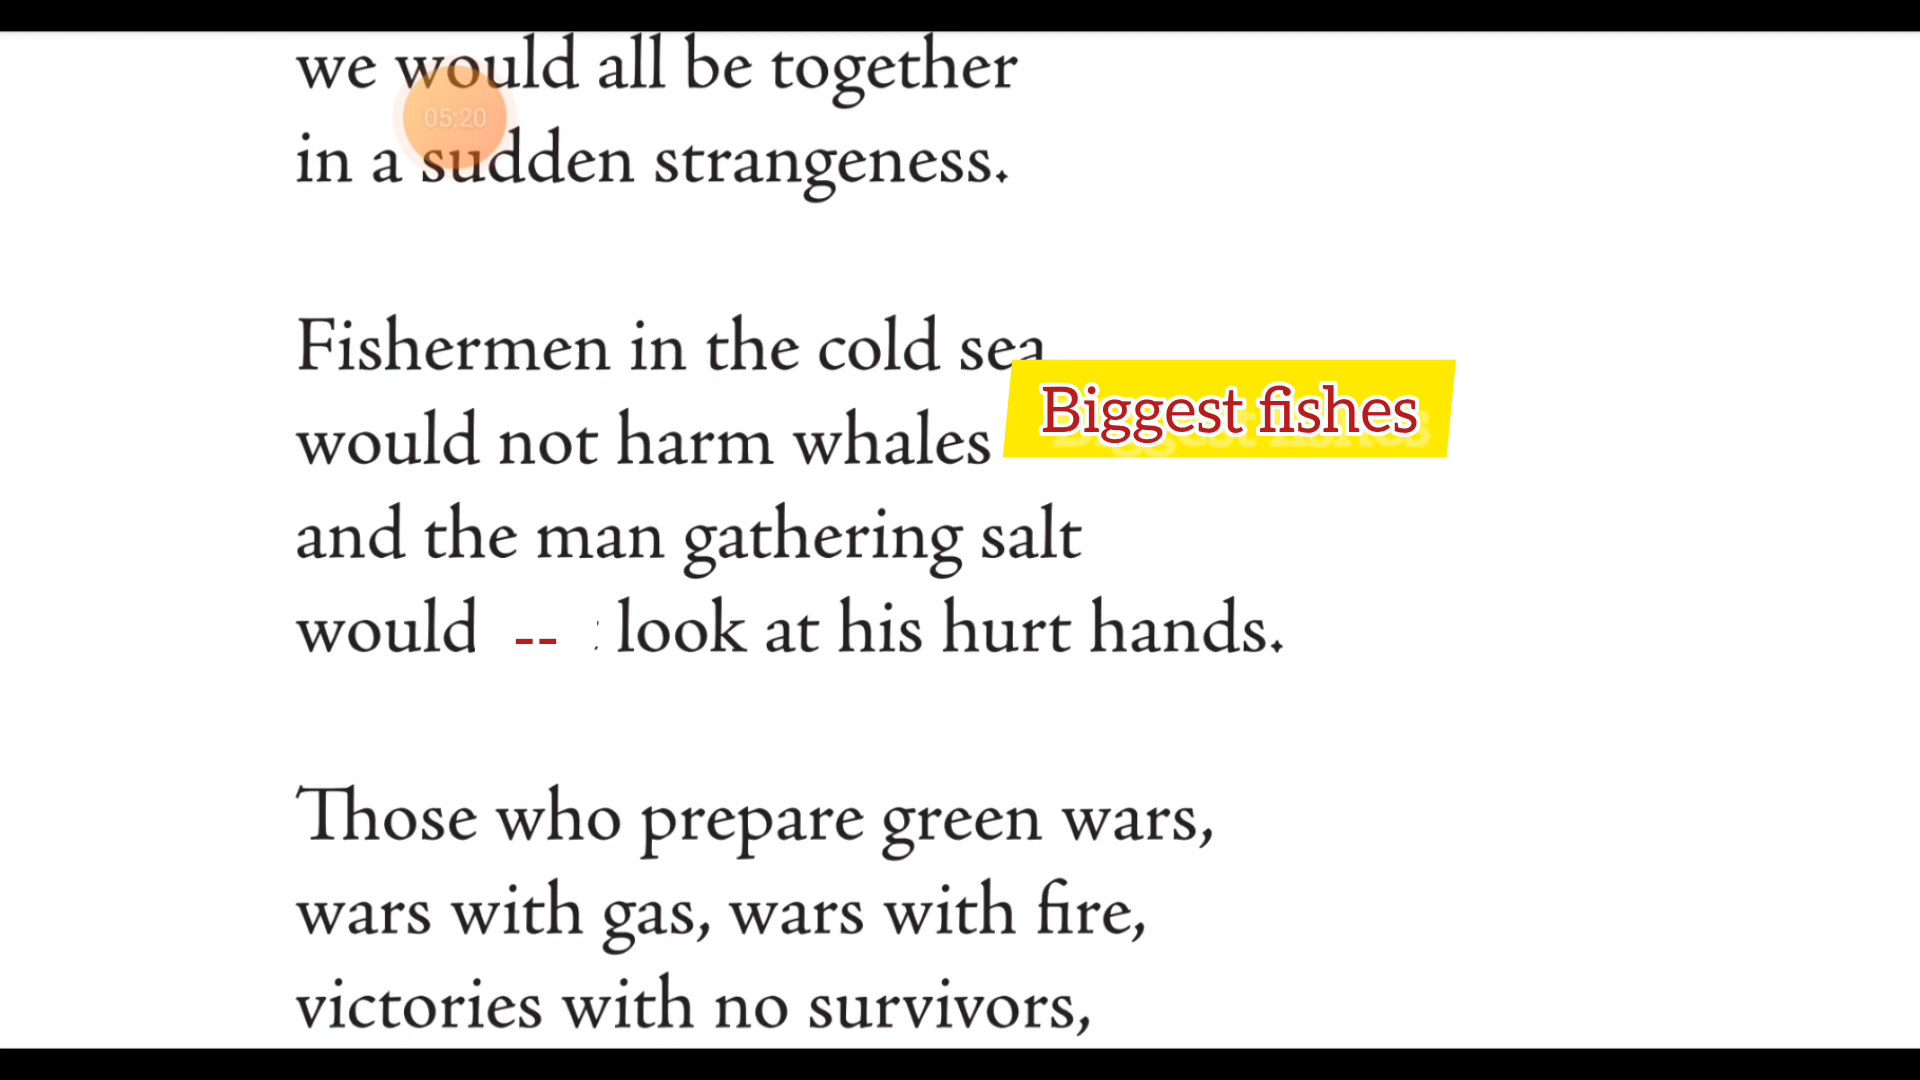 we would all be together
05:20
in a sudden strangeness.
Fishermen in the cold sea
Biggest fishes
would not harm whales
and the man gathering salt
would -- look at his hurt hands.
Those who prepare green wars,
wars with gas, wars with fire,
victories with no survivors,